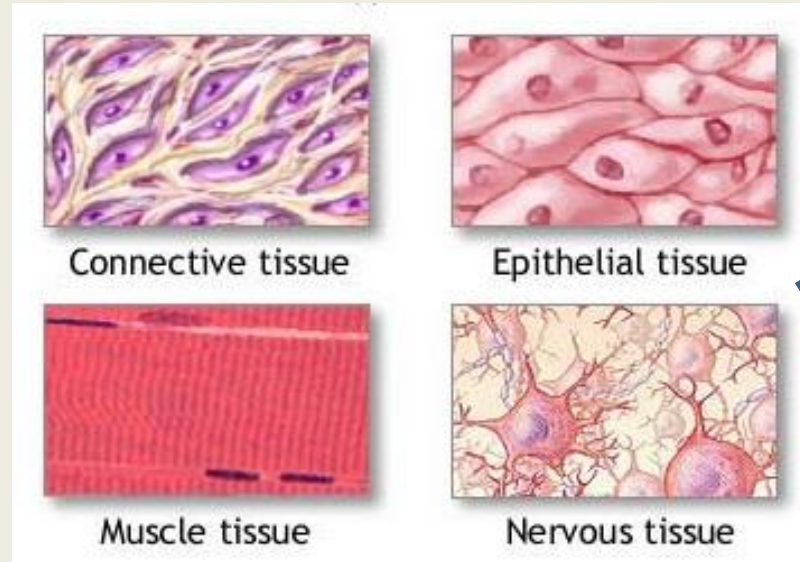 Connective tissue
Epithelial tissue
Muscle tissue
Nervous tissue